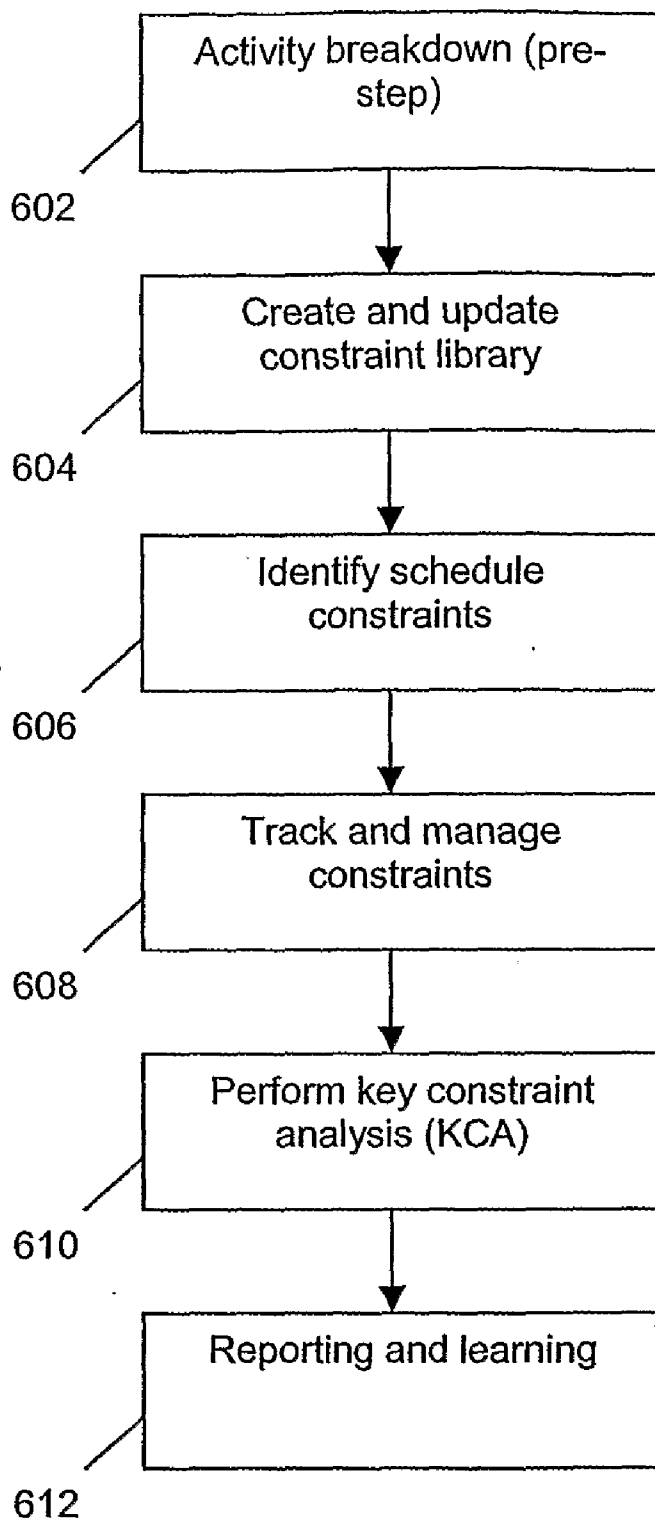 Activity breakdown (pre-
step)
602
Create and update
constraint library
604
Identify schedule
constraints
606
Track and manage
constraints
608
Perform key constraint
analysis (KCA)
610
Reporting and learning
612